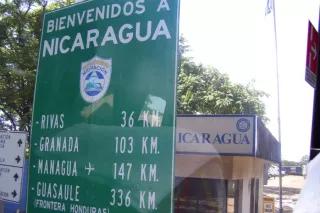 BIENVENIDOS A
NICARAGUA
- RIVAS 36 KM.
- GRANADA 103 KM.
- MANAGUA 147 KM.
- GUASAULE 336 KM.
(FRONTERA HONDURAS)
ICARAGUA